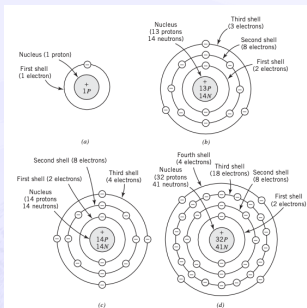 Nucleus (1 proton)
First shell
(1 electron)
+
1P
(a)
Nucleus
(13 protons
14 neutrons)
Third shell
(3 electrons)
Second shell
(8 electrons)
First shell
(2 electrons)
+
13P
14N
(b)
Second shell (8 electrons)
First shell (2 electrons)
Nucleus
(14 protons
14 neutrons)
Third shell
(4 electrons)
+
14P
14N
(c)
Fourth shell
(4 electrons)
Nucleus
(32 protons
41 neutrons)
Third shell
(18 electrons)
Second shell
(8 electrons)
First shell
(2 electrons)
+
32P
41N
(d)